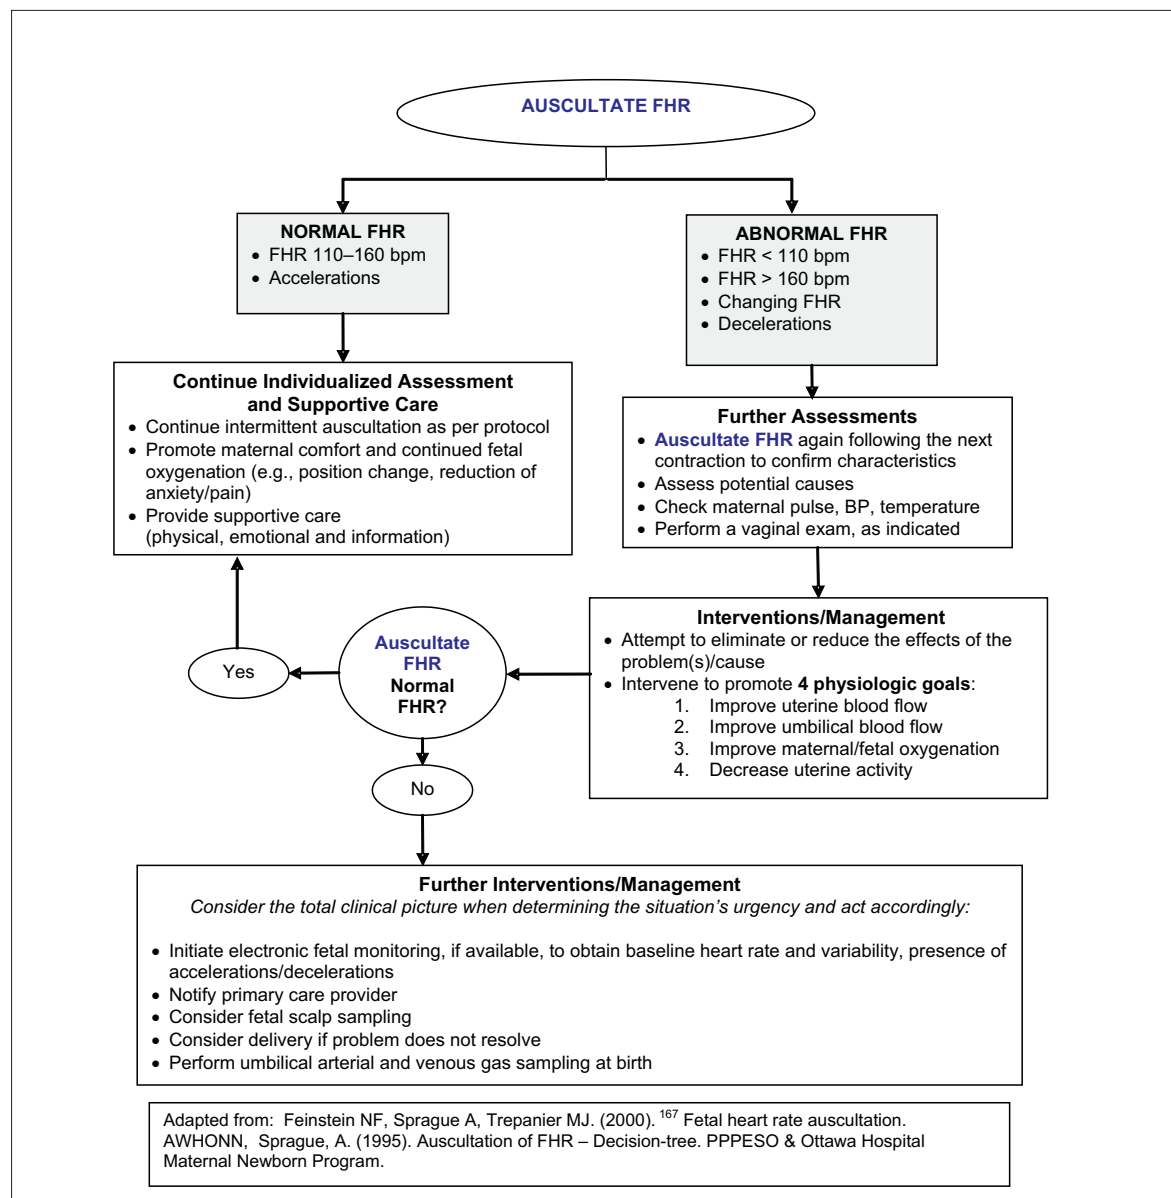 AUSCULTATE FHR
NORMAL FHR
• FHR 110–160 bpm
• Accelerations
ABNORMAL FHR
• FHR < 110 bpm
• FHR > 160 bpm
• Changing FHR
• Decelerations
Continue Individualized Assessment
and Supportive Care
• Continue intermittent auscultation as per protocol
• Promote maternal comfort and continued fetal
oxygenation (e.g., position change, reduction of
anxiety/pain)
• Provide supportive care
(physical, emotional and information)
Further Assessments
• Auscultate FHR again following the next
contraction to confirm characteristics
• Assess potential causes
• Check maternal pulse, BP, temperature
• Perform a vaginal exam, as indicated
Interventions/Management
• Attempt to eliminate or reduce the effects of the
problem(s)/cause
• Intervene to promote 4 physiologic goals:
1. Improve uterine blood flow
2. Improve umbilical blood flow
3. Improve maternal/fetal oxygenation
4. Decrease uterine activity
Auscultate
FHR
Normal
FHR?
Yes
No
Further Interventions/Management
Consider the total clinical picture when determining the situation's urgency and act accordingly:
• Initiate electronic fetal monitoring, if available, to obtain baseline heart rate and variability, presence of
accelerations/decelerations
• Notify primary care provider
• Consider fetal scalp sampling
• Consider delivery if problem does not resolve
• Perform umbilical arterial and venous gas sampling at birth
Adapted from: Feinstein NF, Sprague A, Trepanier MJ. (2000). 167 Fetal heart rate auscultation.
AWHONN, Sprague, A. (1995). Auscultation of FHR – Decision-tree. PPPESO & Ottawa Hospital
Maternal Newborn Program.